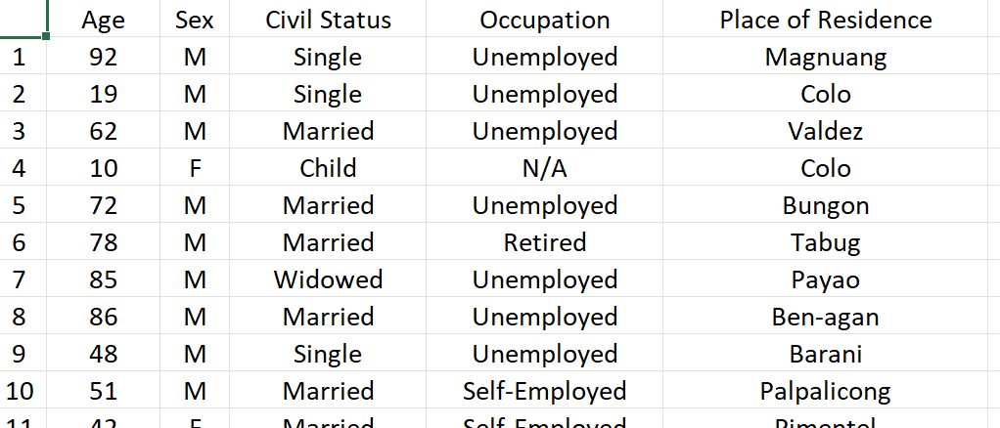 Age Sex Civil Status Occupation Place of Residence
1 92 M Single Unemployed Magnuang
2 19 M Single Unemployed Colo
3 62 M Married Unemployed Valdez
4 10 F Child N/A Colo
5 72 M Married Unemployed Bungon
6 78 M Married Retired Tabug
7 85 M Widowed Unemployed Payao
8 86 M Married Unemployed Ben-agan
9 48 M Single Unemployed Barani
10 51 M Married Self-Employed Palpalicong
11 42 F Married Self-Employed Pimentel